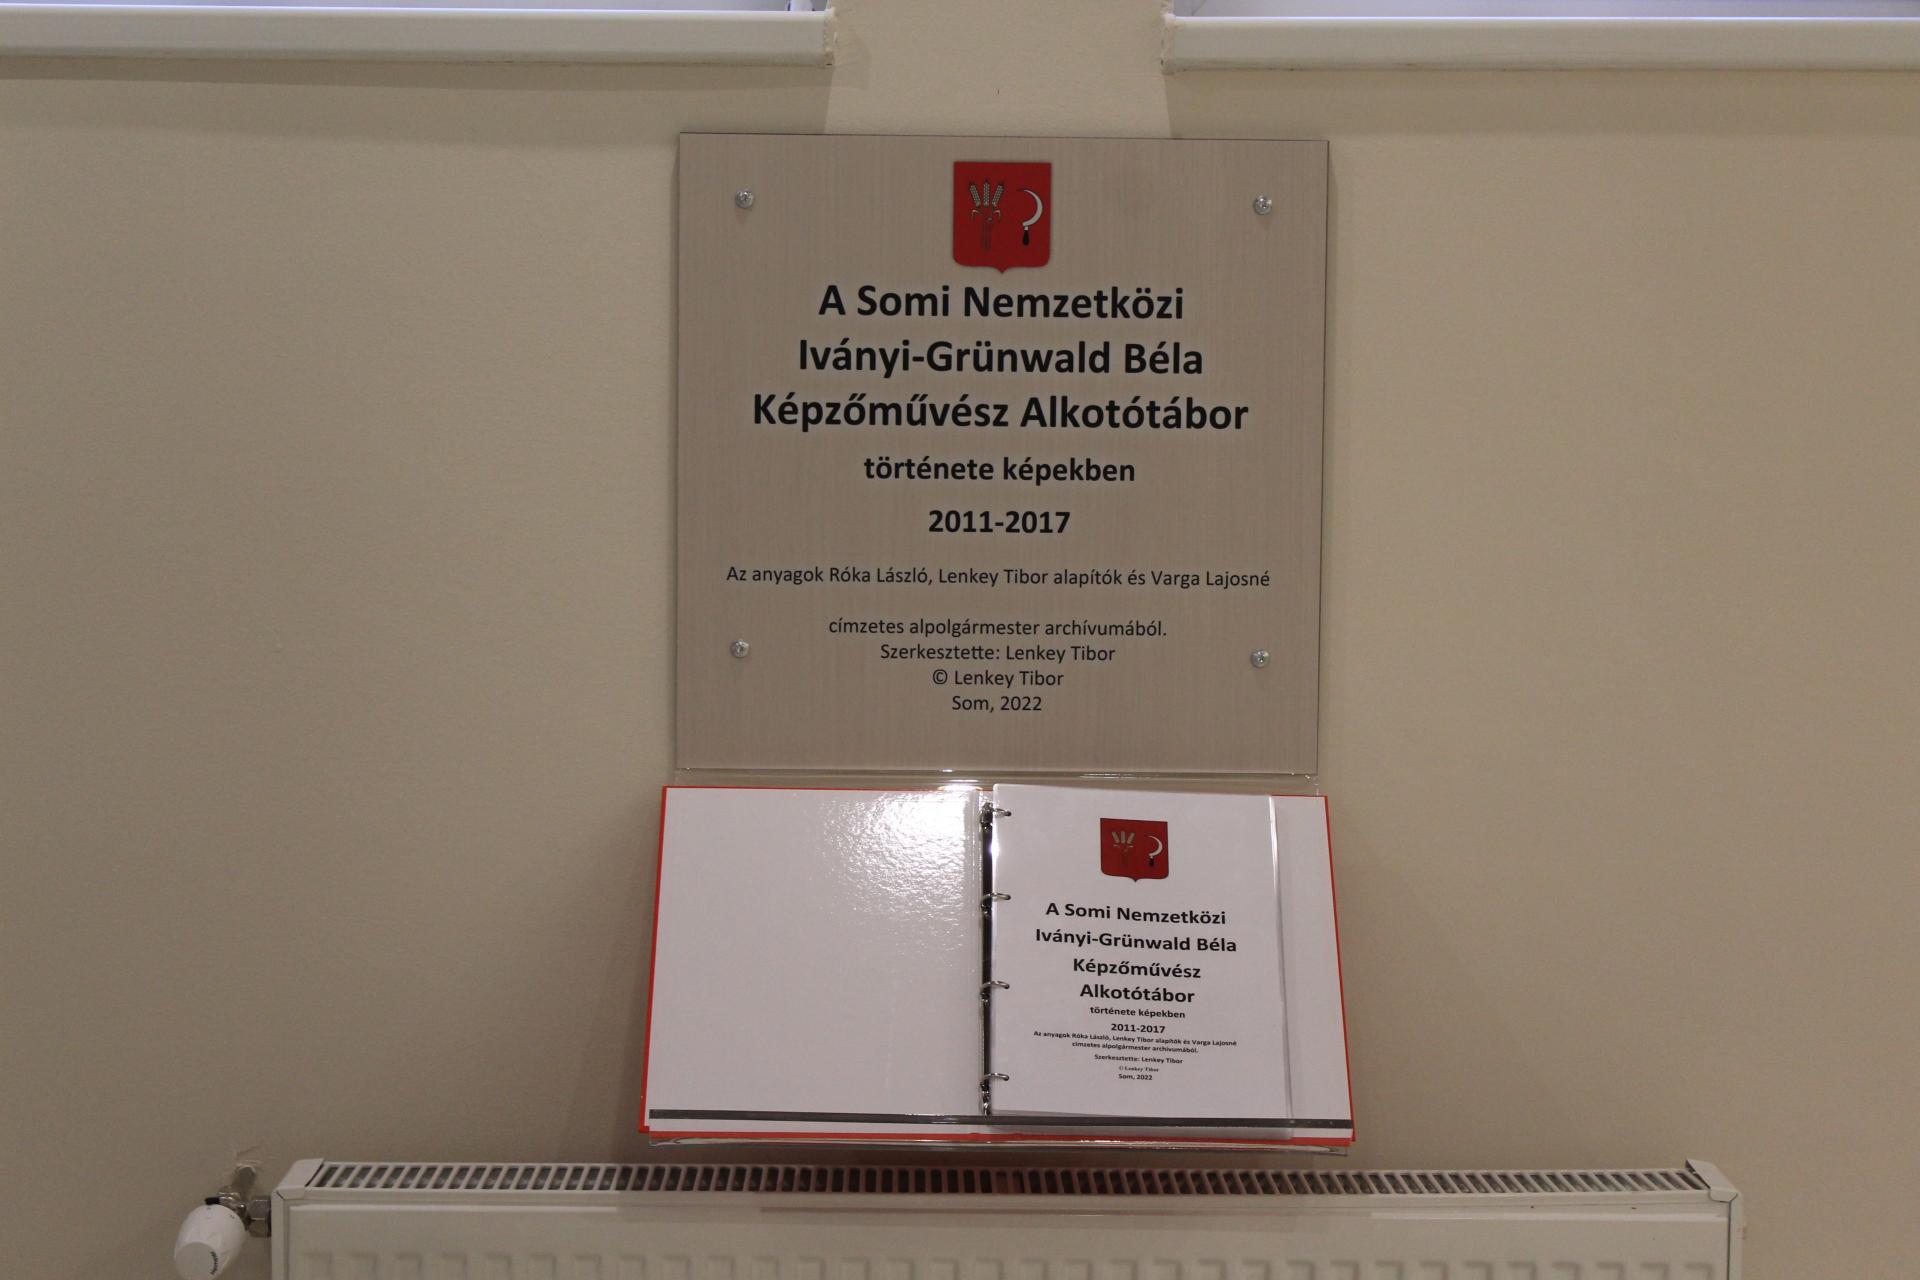 A Somi Nemzetközi
Iványi-Grünwald Béla
Képzőművész Alkotótábor
története képekben
2011-2017
Az anyagok Róka László, Lenkey Tibor alapítók és Varga Lajosné
címzetes alpolgármester archívumából.
Szerkesztette: Lenkey Tibor
© Lenkey Tibor
Som, 2022
A Somi Nemzetközi
Iványi-Grünwald Béla
Képzőművész
Alkotótábor
története képekben
2011-2017
Az anyagok Róka László, Lenkey Tibor alapítók és Varga Lajosné
címzetes alpolgármester archívumából.
Szerkesztette: Lenkey Tibor
© Lenkey Tibor
Som, 2022